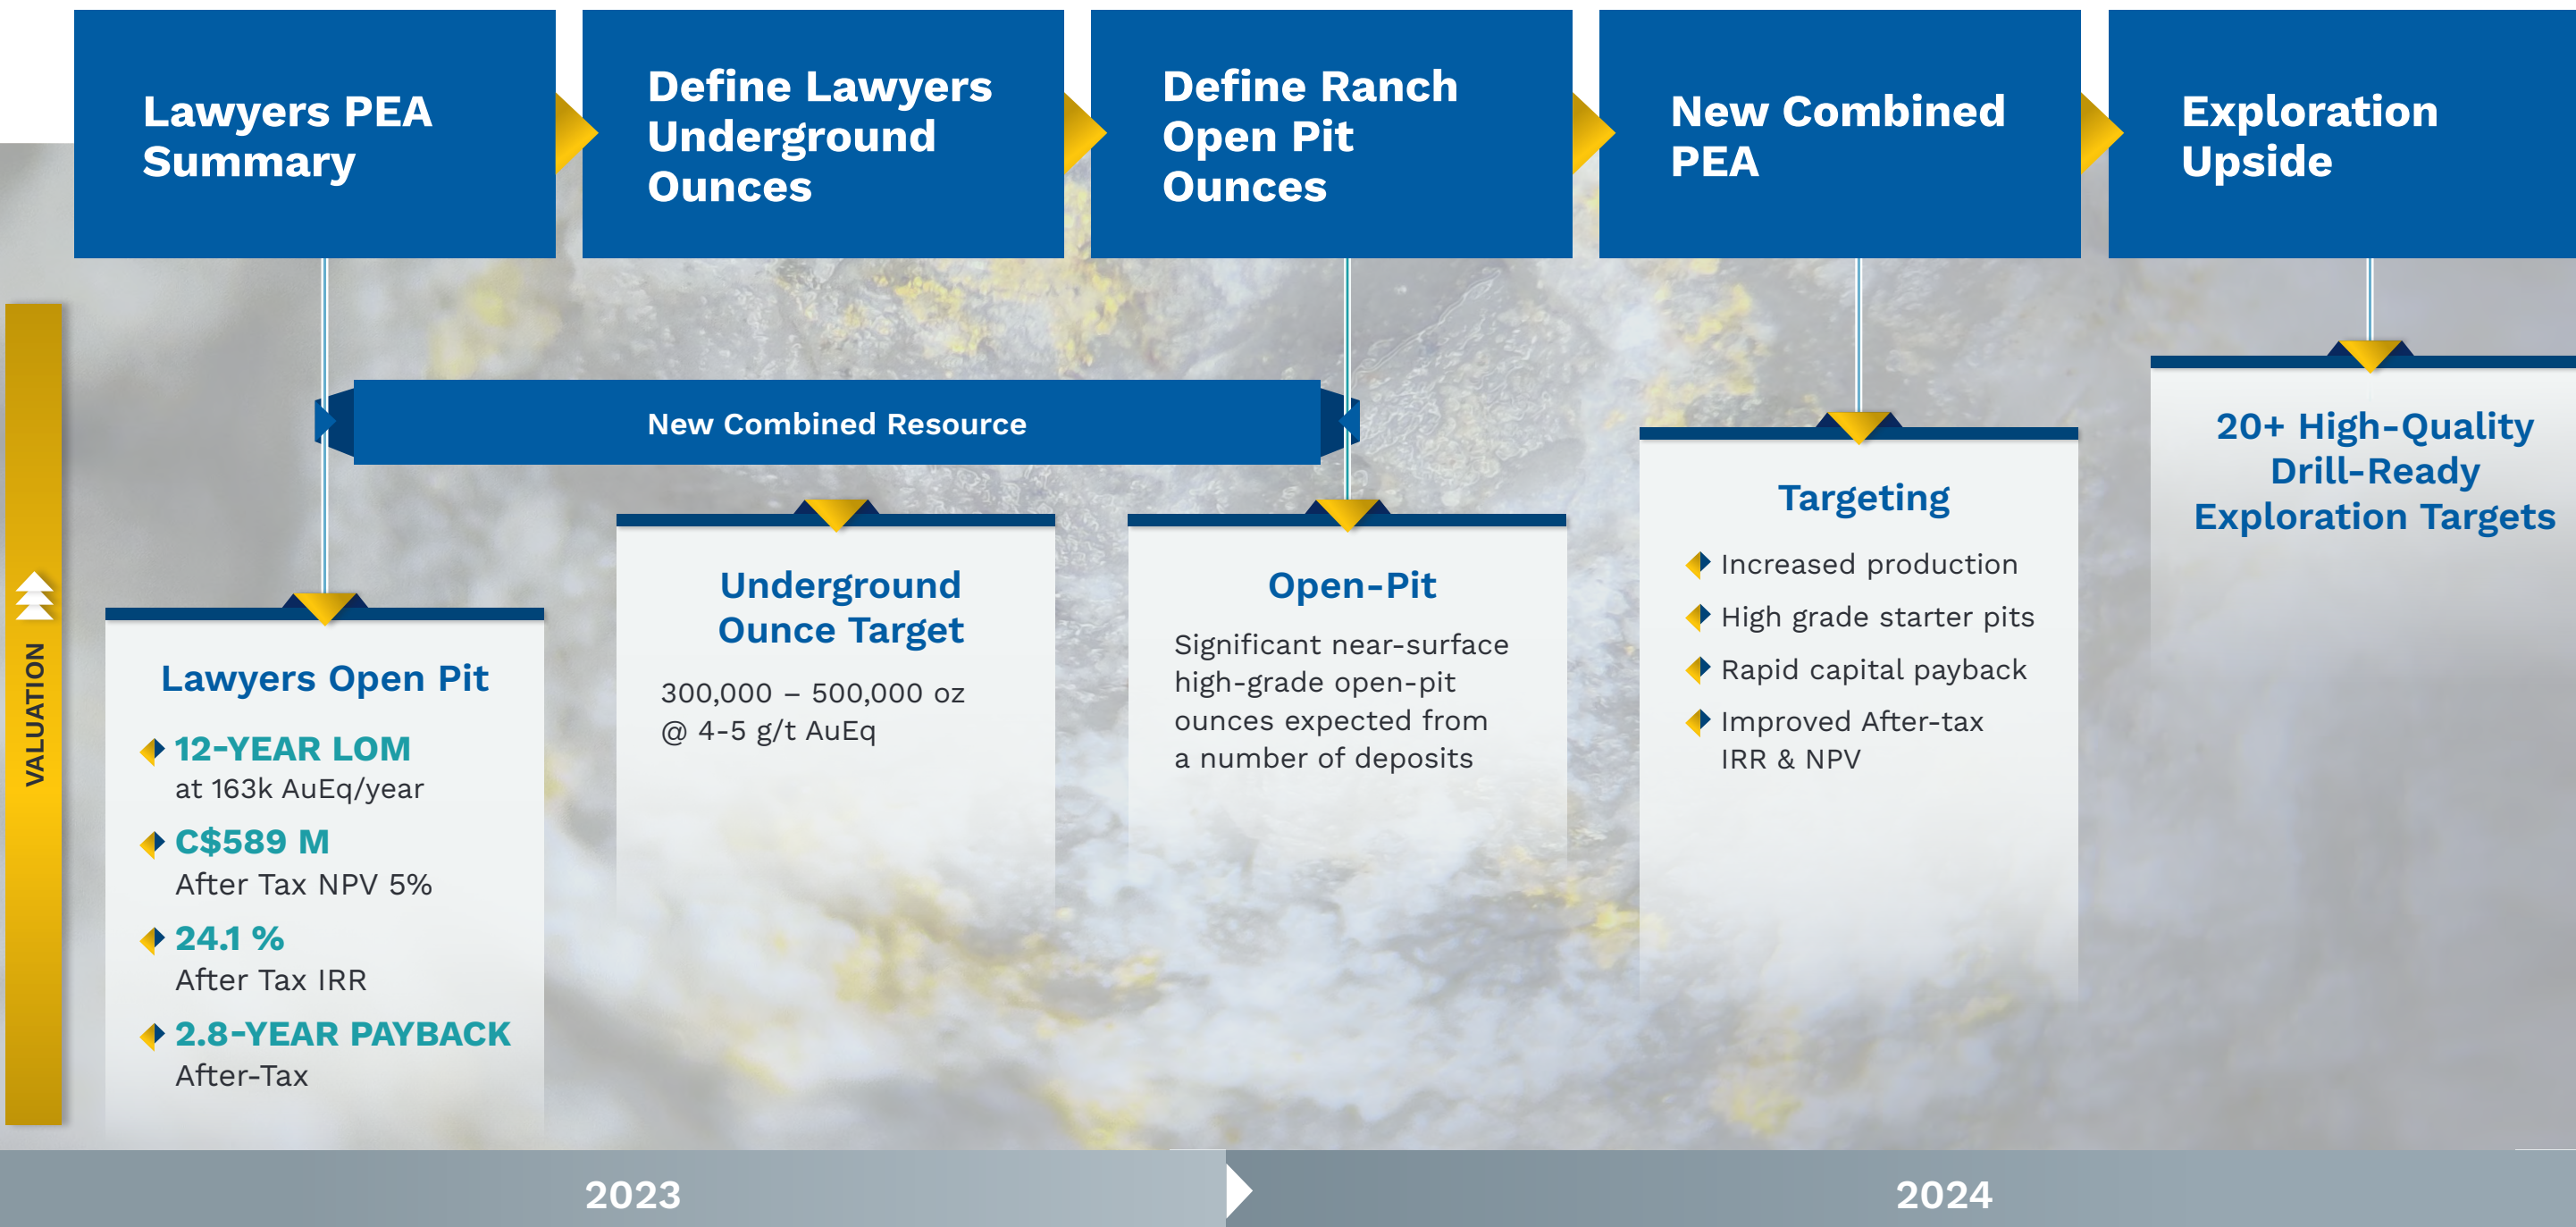 Lawyers PEA
Summary
Define Lawyers
Underground
Ounces
Define Ranch
Open Pit
Ounces
New Combined
PEA
Exploration
Upside
New Combined Resource
VALUATION
Lawyers Open Pit
12-YEAR LOM
at 163k AuEq/year
C$589 M
After Tax NPV 5%
24.1 %
After Tax IRR
2.8-YEAR PAYBACK
After-Tax
Underground
Ounce Target
300,000 – 500,000 oz
@ 4-5 g/t AuEq
Open-Pit
Significant near-surface
high-grade open-pit
ounces expected from
a number of deposits
Targeting
Increased production
High grade starter pits
Rapid capital payback
Improved After-tax
IRR & NPV
20+ High-Quality
Drill-Ready
Exploration Targets
2023
2024